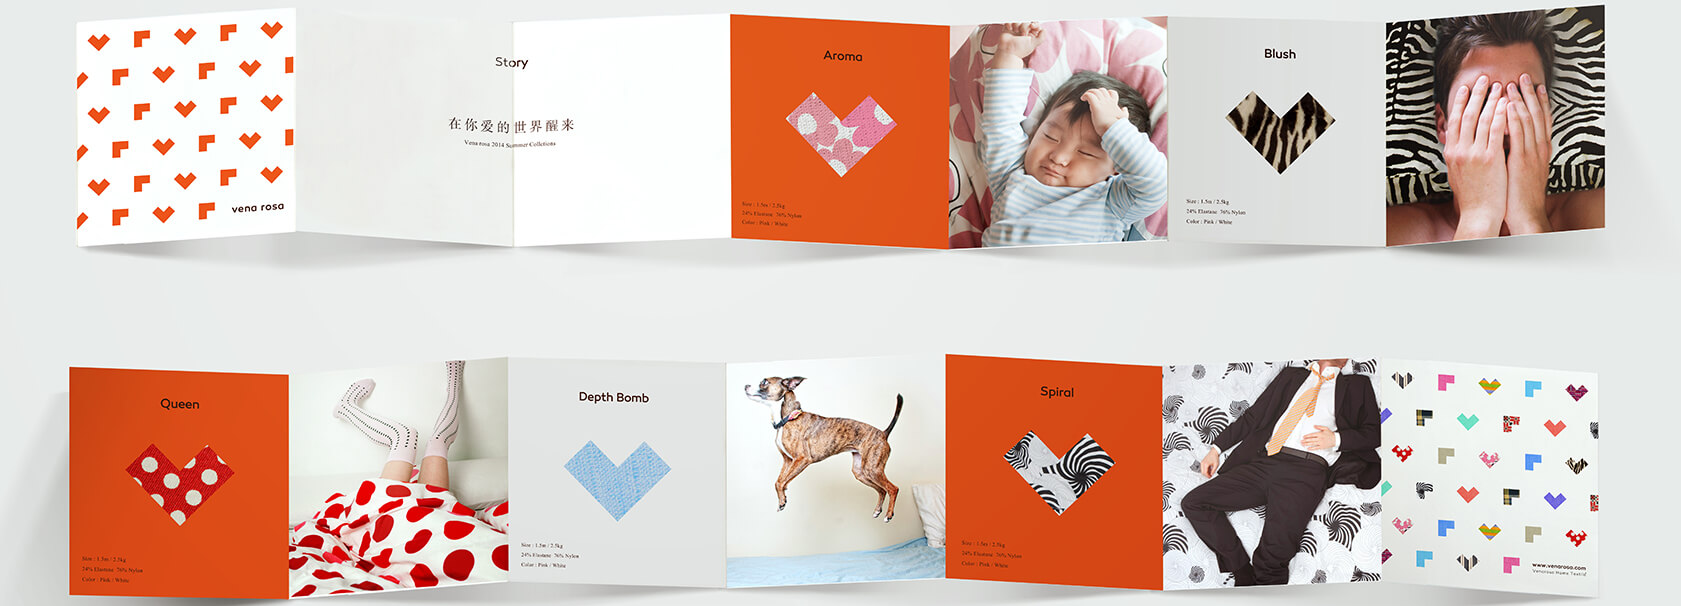 vena rosa
Story
在你爱的世界醒来
Vena rosa 2014 Summer Colletions
Aroma
Size : 1.5m / 2.5kg
24% Elastane 76% Nylon
Color : Pink / White
Blush
Size : 1.5m / 2.5kg
24% Elastane 76% Nylon
Color : Pink / White
Queen
Size : 1.5m / 2.5kg
24% Elastane 76% Nylon
Color : Pink / White
Depth Bomb
Size : 1.5m / 2.5kg
24% Elastane 76% Nylon
Color : Pink / White
Spiral
Size : 1.5m / 2.5kg
24% Elastane 76% Nylon
Color : Pink / White
www.venarosa.com
Venarosa Home Textile